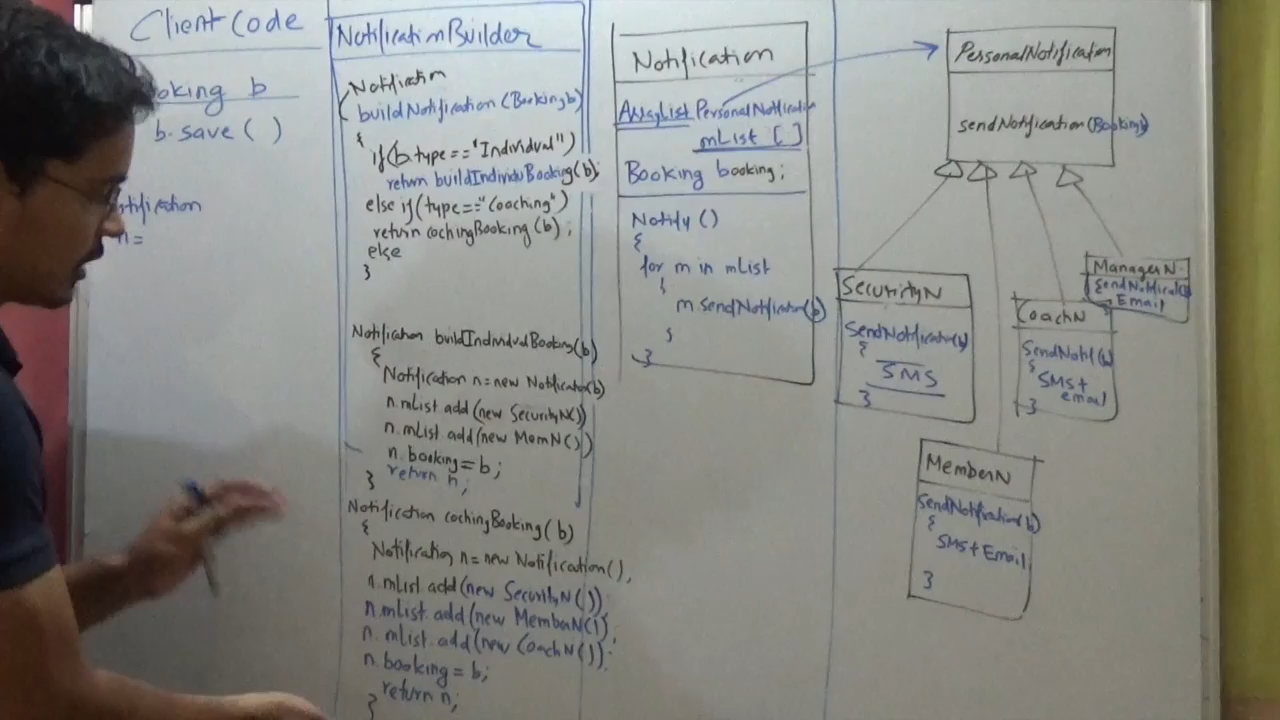 Client Code
oking b
b.save ( )
tification
n =
NotificationBuilder
Notification
buildNotification (Booking b)
{
if(b.type == "Individual")
return buildIndividuBooking(b);
else if (type == "Coaching")
return cochingBooking (b) ;
else
}
Notification buildIndividualBooking(b)
{
Notification n = new Notification(b)
n.mList add (new SecurityN())
n.mList add (new MemN())
n.booking = b;
return n;
}
Notification cochingBooking (b)
{
Notification n = new Notification(),
n.mList add (new SecurityN())
n.mList add (new MemberN());
n.mList add (new CoachN());
n.booking = b;
return n;
}
Notification
ArrayList PersonalNotification
mList [ ]
Booking booking;
Notify ()
{
for m in mList
{
m.sendNotification(b)
}
}
PersonalNotification
sendNotification(Booking b)
SecurityN
SendNotification(b)
{
SMS
}
ManagerN
Email
CoachN
{
SMS +
email
}
MemberN
SendNotification(b)
{
SMS + Email
}